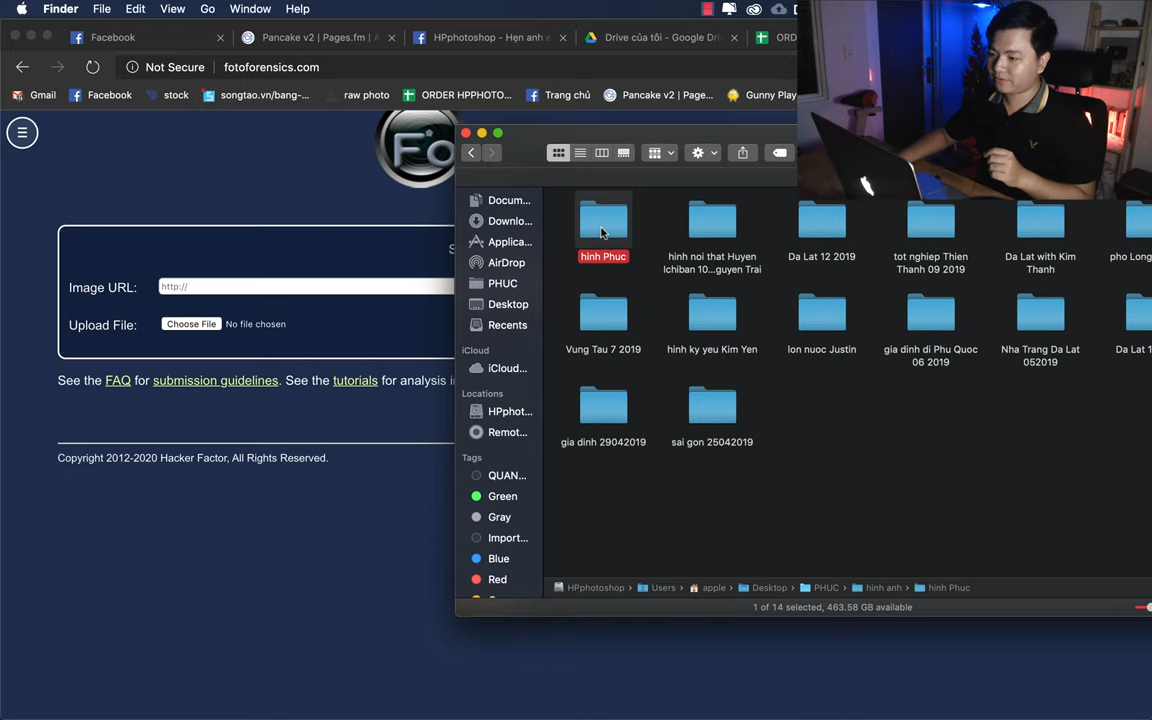 Finder File Edit View Go Window Help
Facebook
Pancake v2 | Pages.fm |
HPphotoshop - Hẹn anh
Drive của tôi - Google Dri
ORD
Not Secure fotoforensics.com
Gmail Facebook stock songtao.vn/bang-... raw photo ORDER HPPHOTO... Trang chủ Pancake v2 | Page... Gunny Play
Fo
Image URL: http://
Upload File: Choose File No file chosen
See the FAQ for submission guidelines. See the tutorials for analysis
Copyright 2012-2020 Hacker Factor, All Rights Reserved.
Docum...
Downlo...
Applica...
AirDrop
PHUC
Desktop
Recents
iCloud
iCloud...
Locations
HPphot...
Remot...
Tags
QUAN...
Green
Gray
Import...
Blue
Red
hinh Phuc
hinh noi that Huyen
Ichiban 10...guyen Trai
Da Lat 12 2019
tot nghiep Thien
Thanh 09 2019
Da Lat with Kim
Thanh
pho Long
Vung Tau 7 2019
hinh ky yeu Kim Yen
lon nuoc Justin
gia dinh di Phu Quoc
06 2019
Nha Trang Da Lat
052019
Da Lat 1
gia dinh 29042019
sai gon 25042019
HPphotoshop › Users › apple › Desktop › PHUC › hinh anh › hinh Phuc
1 of 14 selected, 463.58 GB available